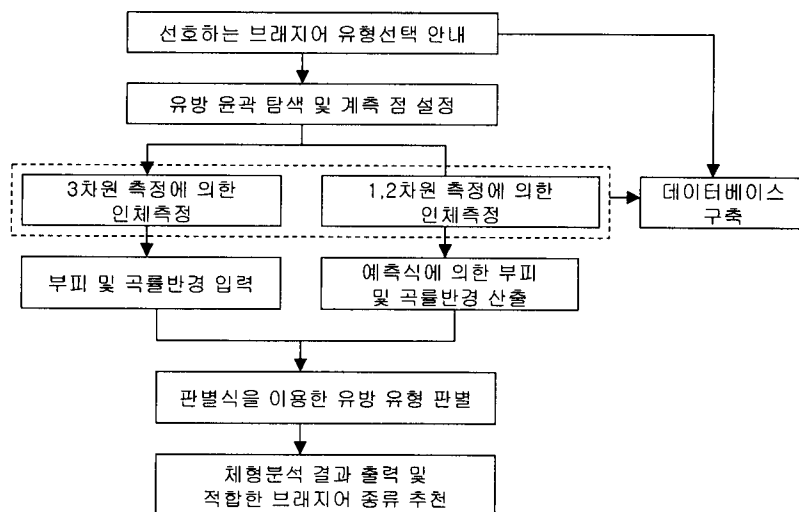 선호하는 브래지어 유형선택 안내
유방 윤곽 탐색 및 계측 점 설정
3차원 측정에 의한
인체측정
1,2차원 측정에 의한
인체측정
데이터베이스
구축
부피 및 곡률반경 입력
예측식에 의한 부피
및 곡률반경 산출
판별식을 이용한 유방 유형 판별
체형분석 결과 출력 및
적합한 브래지어 종류 추천